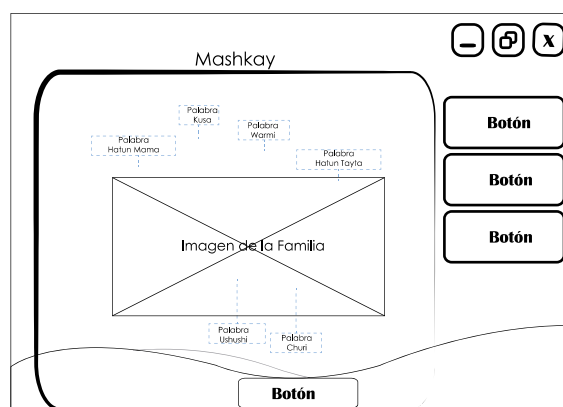 X
Mashkay
Palabra
Kusa
Palabra
Warmi
Palabra
Hatun Mama
Palabra
Hatun Tayta
Botón
Botón
Botón
Imagen de la Familia
Palabra
Ushushi
Palabra
Churi
Botón